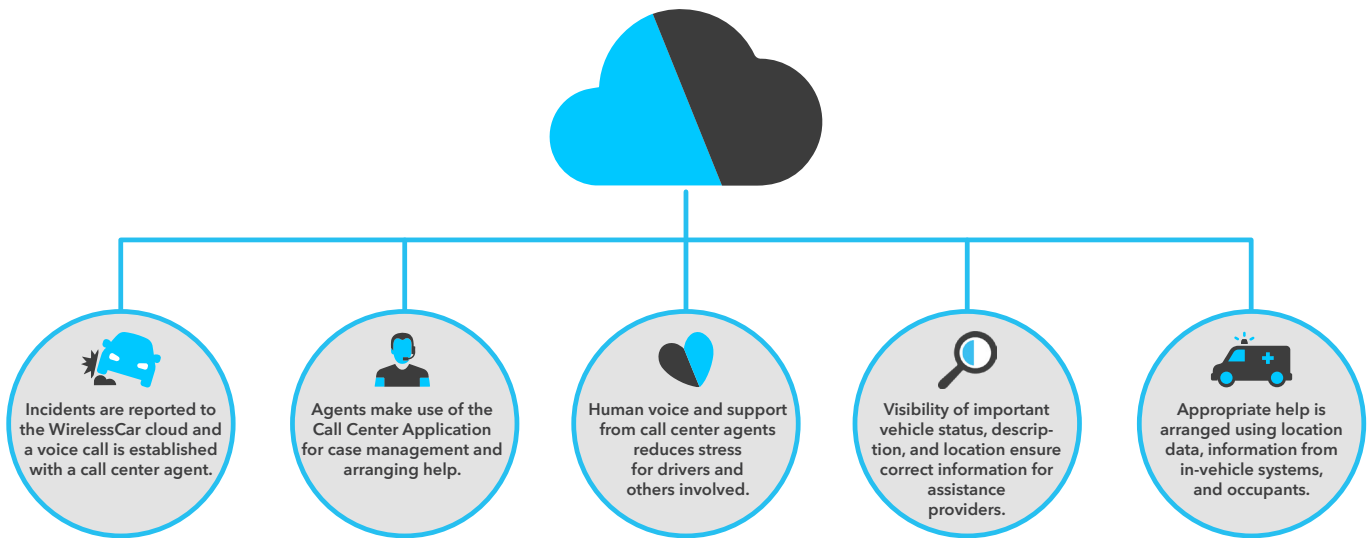 Incidents are reported to
the WirelessCar cloud and
a voice call is established
with a call center agent.
Agents make use of the
Call Center Application
for case management and
arranging help.
Human voice and support
from call center agents
reduces stress
for drivers and
others involved.
Visibility of important
vehicle status, descrip-
tion, and location ensure
correct information for
assistance
providers.
Appropriate help is
arranged using location
data, information from
in-vehicle systems,
and occupants.